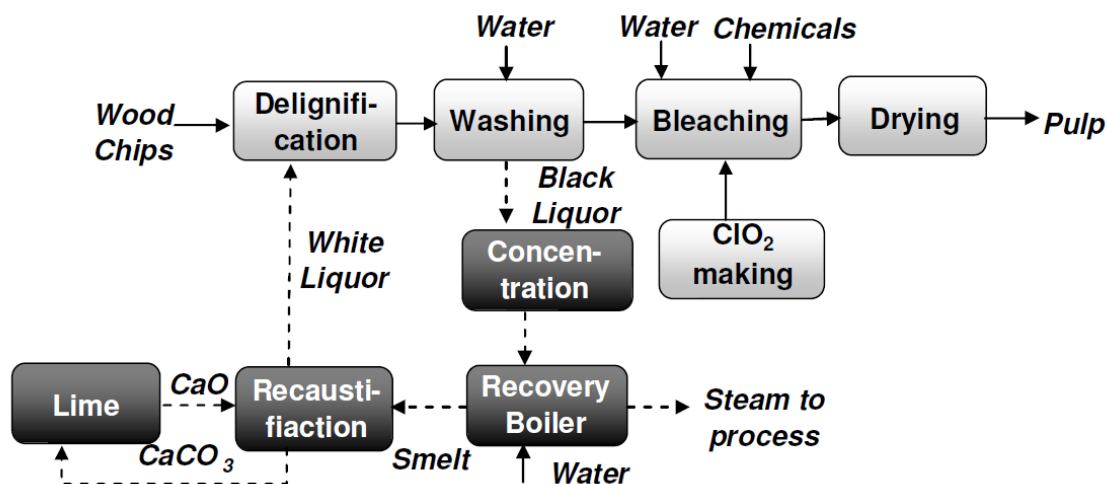 Water
Water
Chemicals
Wood
Chips
Delignifi-
cation
Washing
Bleaching
Drying
Pulp
Black
Liquor
White
Liquor
Concen-
tration
ClO2
making
Lime
CaO
Recausti-
fiaction
Recovery
Boiler
Steam to
process
CaCO3
Smelt
Water